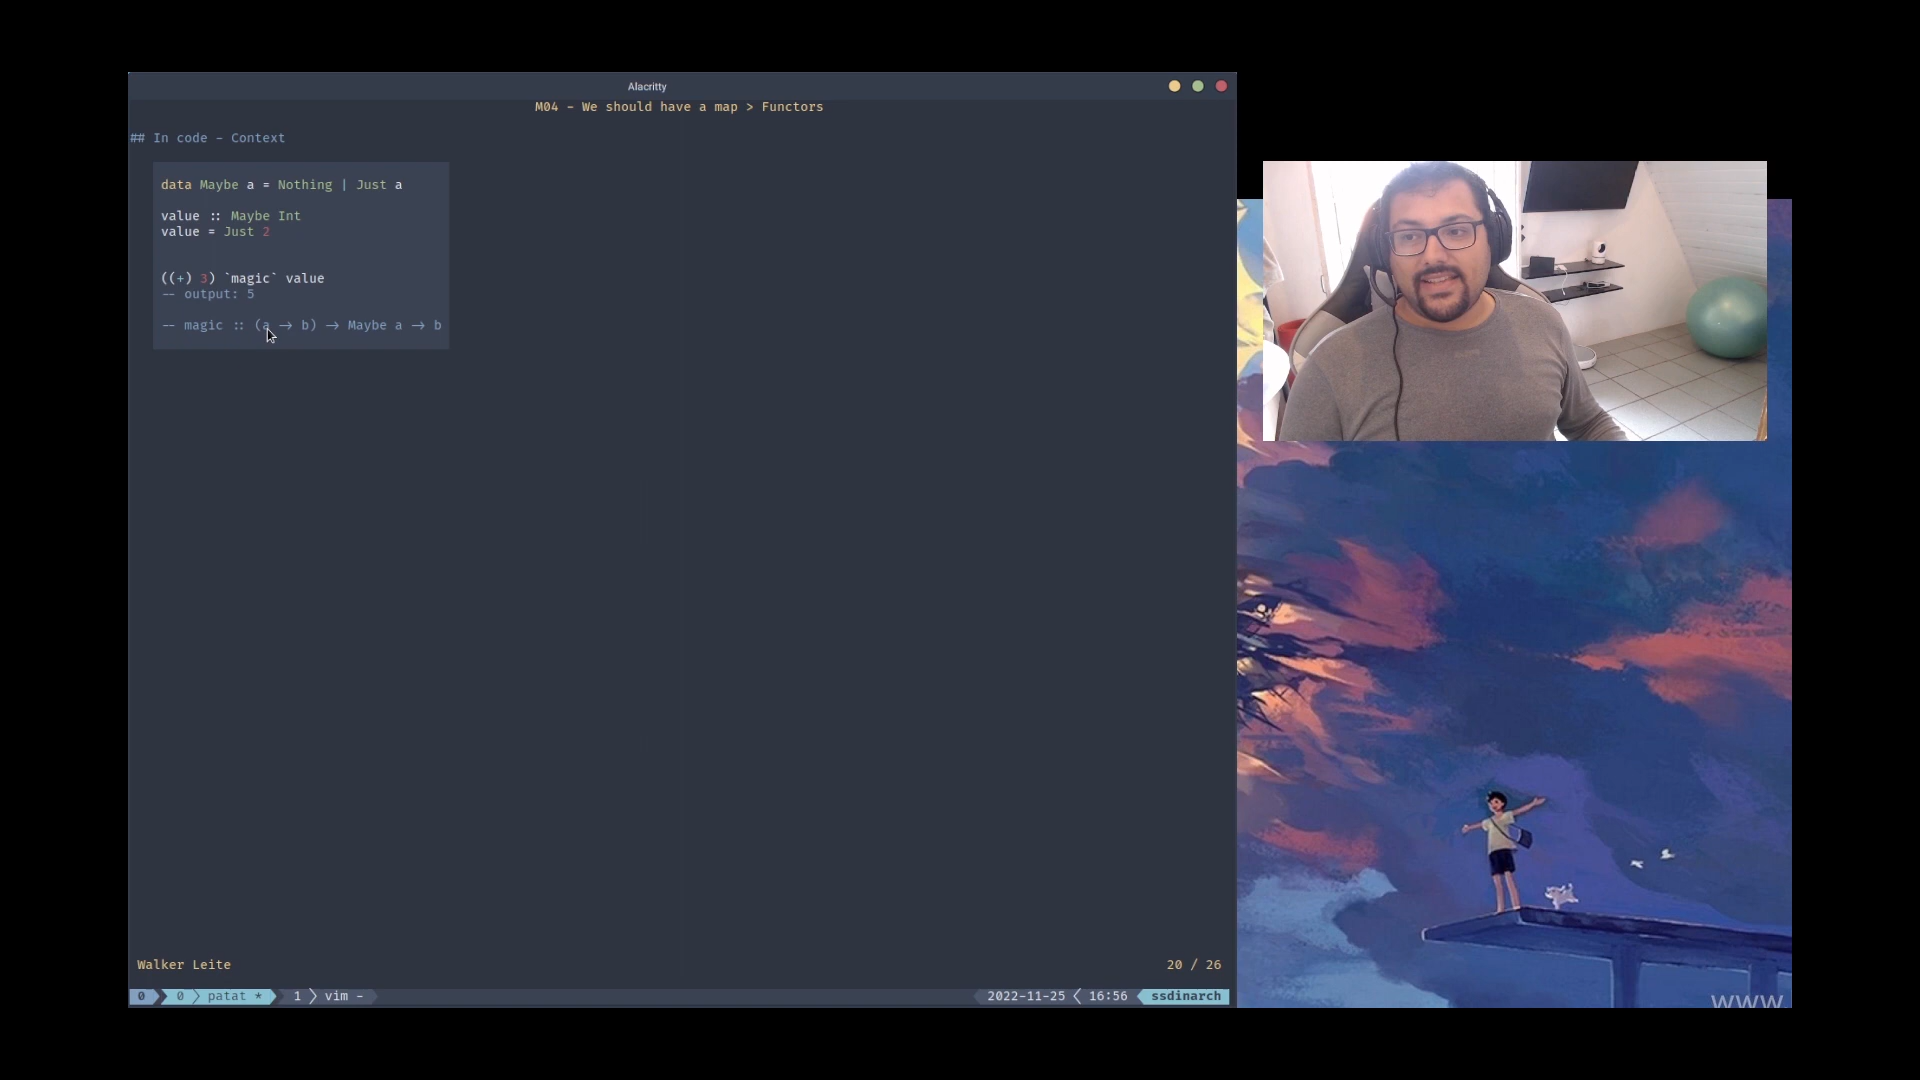 Alacritty
M04 - We should have a map > Functors
## In code - Context
data Maybe a = Nothing | Just a
value :: Maybe Int
value = Just 2
((+) 3) `magic` value
-- output: 5
-- magic :: (a → b) → Maybe a → b
Walker Leite
20 / 26
0 0 patat * 1 vim - 2022-11-25 16:56 ssdinarch
www.